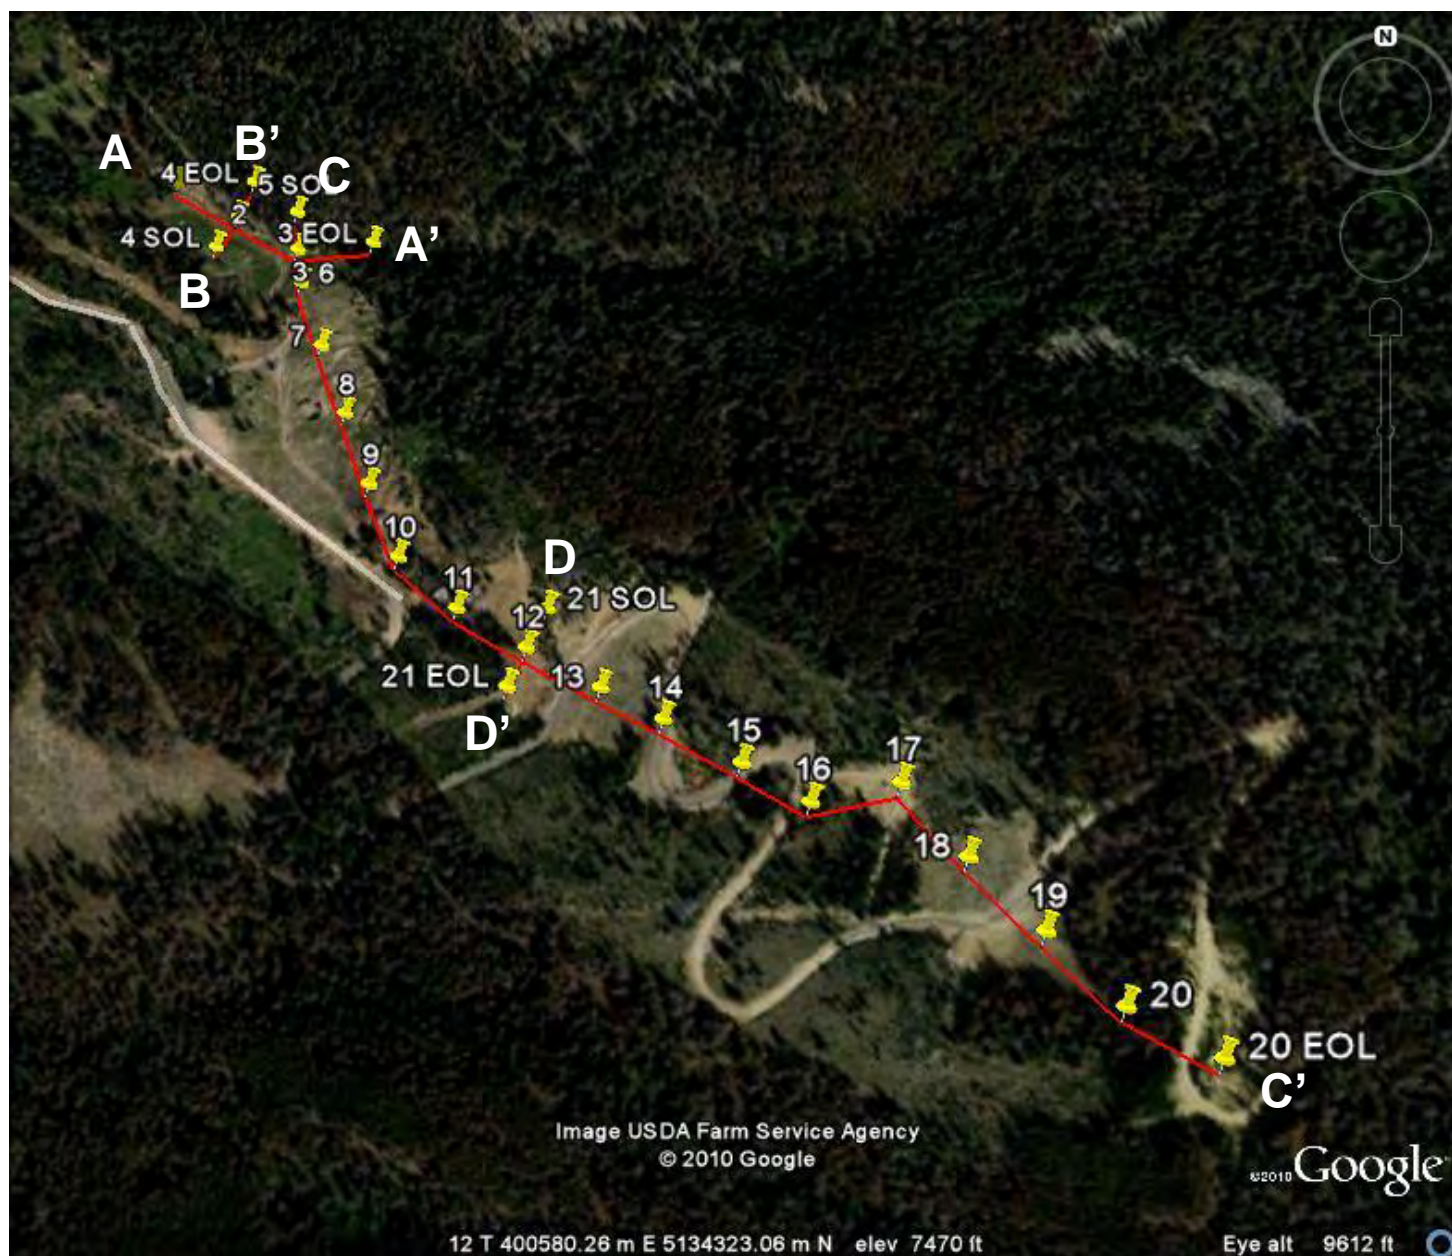 N
A
B’
4 EOL
5 SOL
C
2
4 SOL
3 EOL
A’
B
3 6
7
8
9
10
11
D
21 SOL
12
21 EOL
13
D’
14
15
16
17
18
19
20
20 EOL
C’
Image USDA Farm Service Agency
© 2010 Google
©2010 Google
12 T 400580.26 m E 5134323.06 m N elev 7470 ft Eye alt 9612 ft